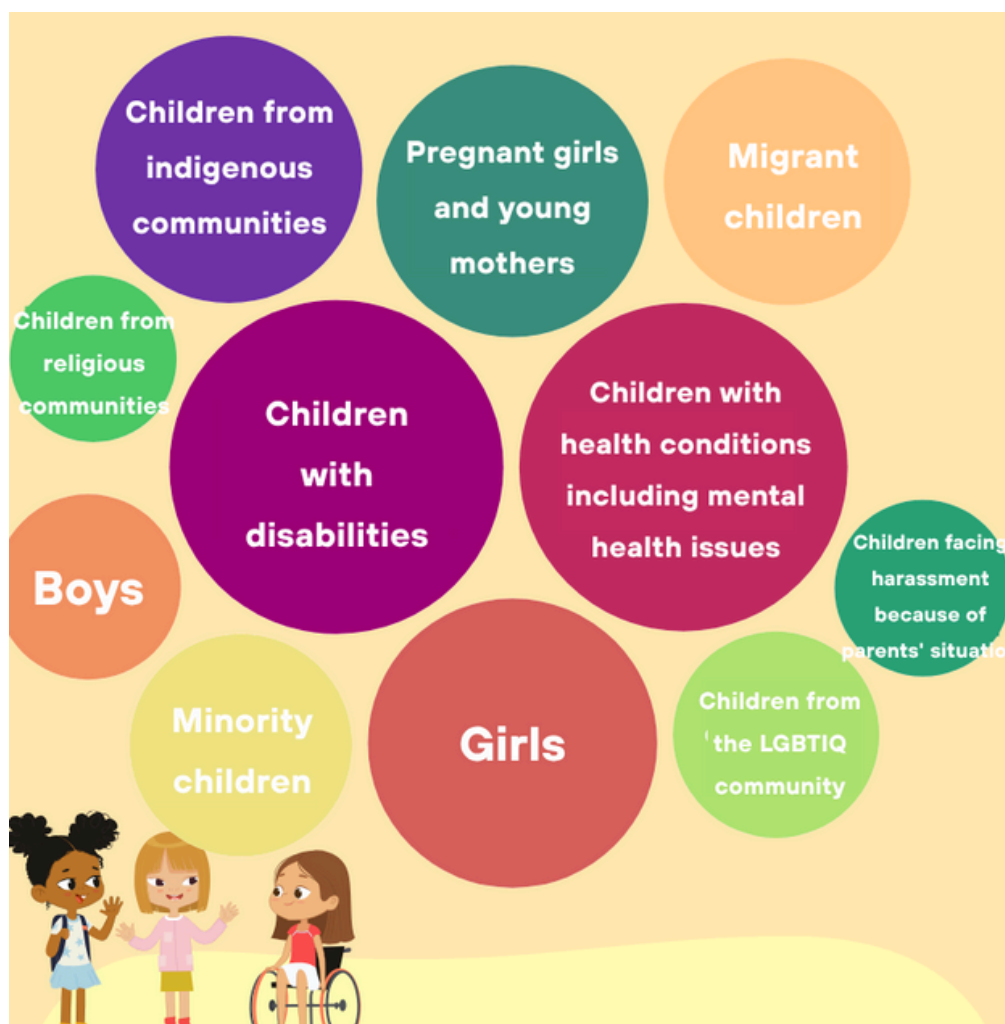 Children from
indigenous
communities
Pregnant girls
and young
mothers
Migrant
children
Children from
religious
communities
Children
with
disabilities
Children with
health conditions
including mental
health issues
Boys
Children facing
harassment
because of
parents' situatio
Minority
children
Girls
Children from
the LGBTIQ
community